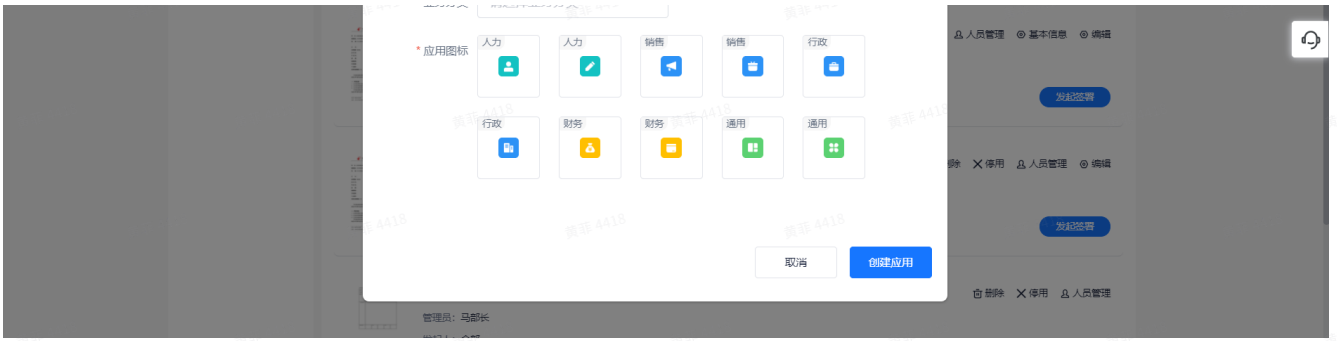 人员管理 基本信息 编辑
* 应用图标
人力 人力 销售 销售 行政
发起签署
行政 财务 财务 通用 通用
停用 人员管理 编辑
发起签署
取消 创建应用
删除 停用 人员管理
管理员：马部长
黄菲 4418